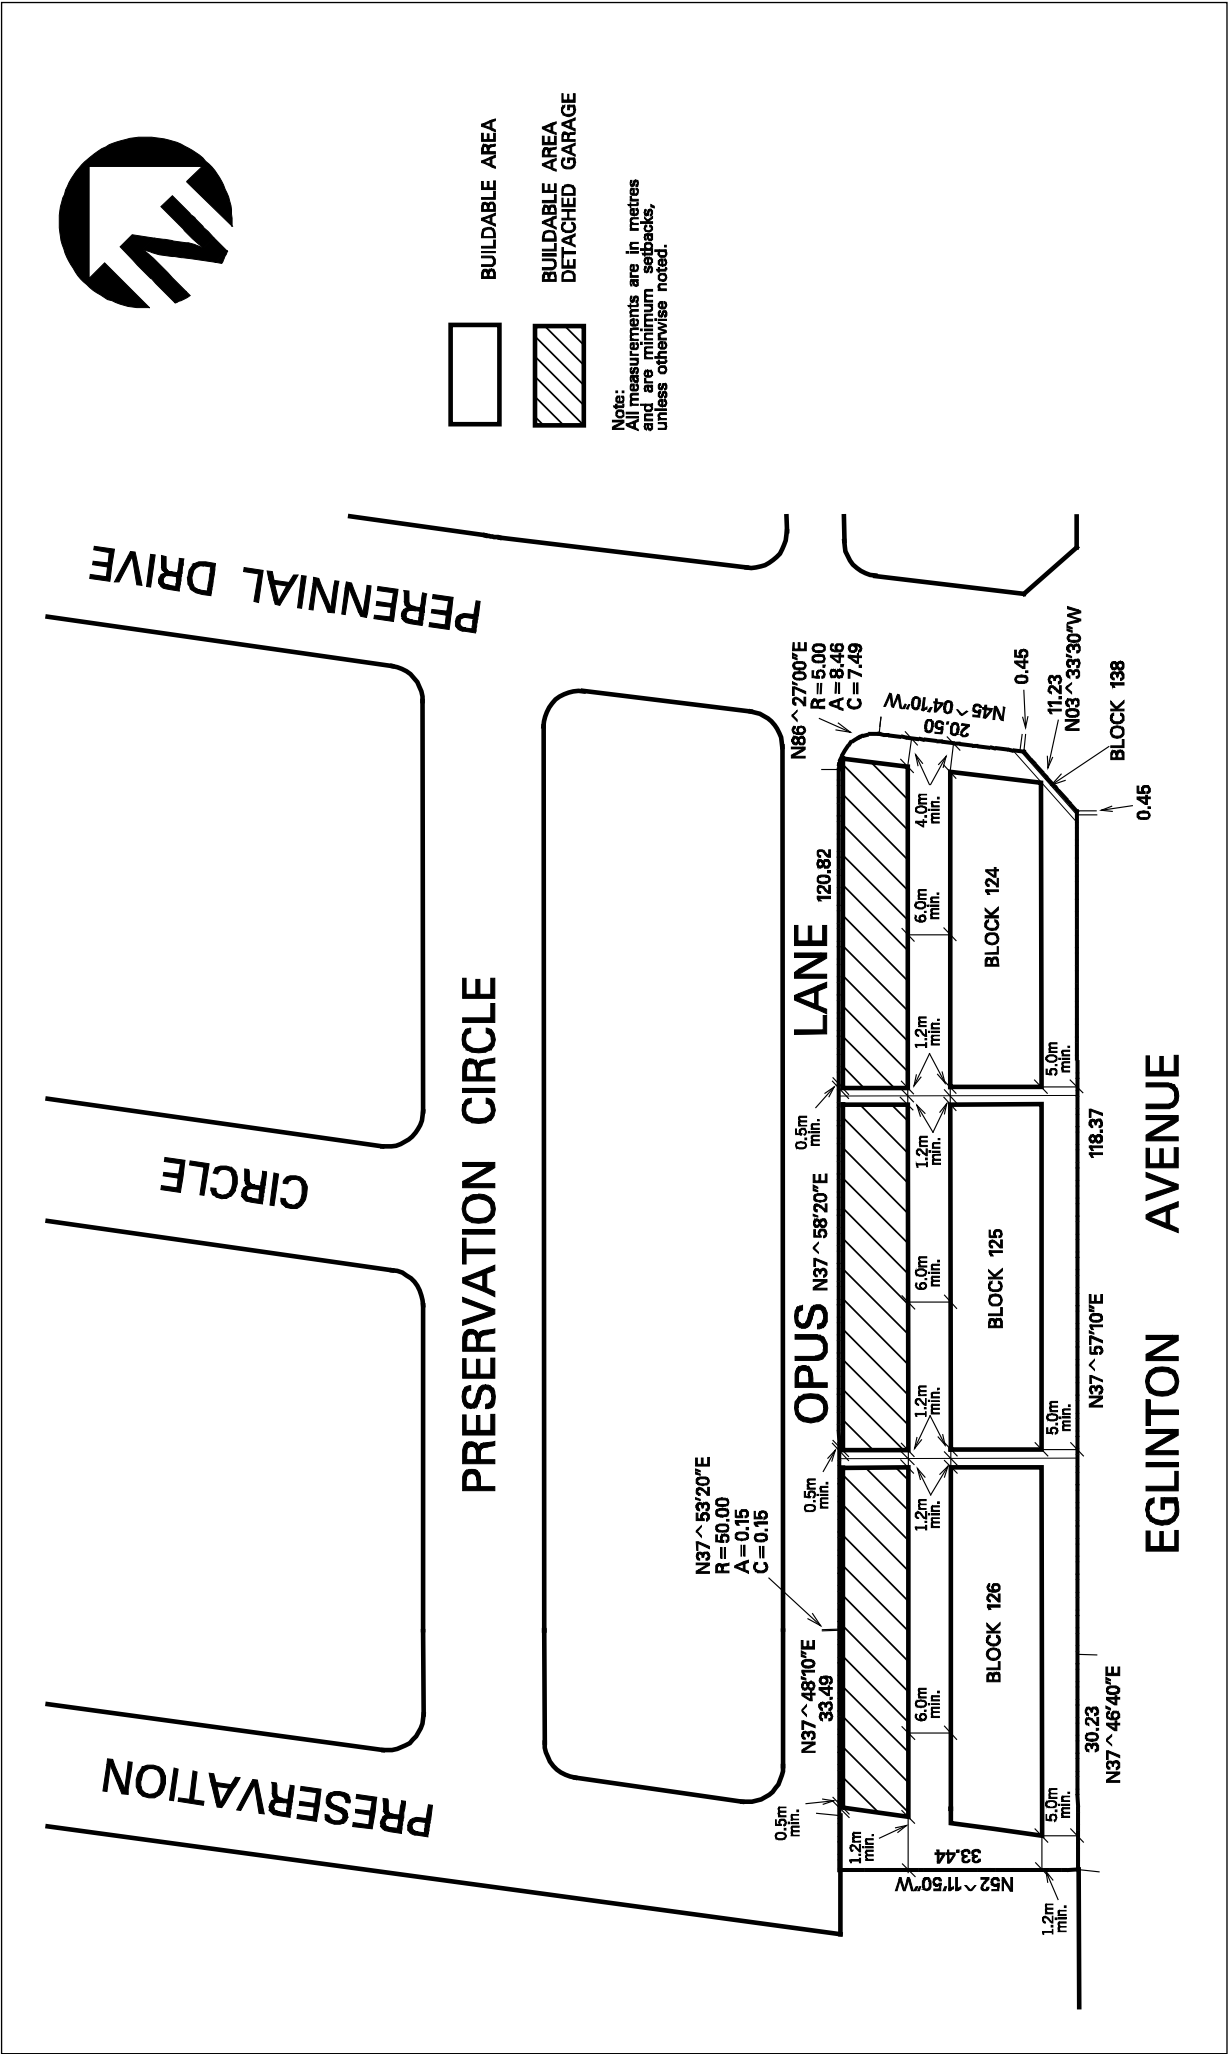 N
BUILDABLE AREA
BUILDABLE AREA
DETACHED GARAGE
Note:
All measurements are in metres
and are minimum setbacks,
unless otherwise noted.
PERENNIAL DRIVE
CIRCLE
PRESERVATION
PRESERVATION CIRCLE
OPUS LANE
N37^48'10"E
33.49
N37^53'20"E
R=50.00
A=0.15
C=0.15
N37^58'20"E
120.82
N86^27'00"E
R=5.00
A=8.46
C=7.49
N45^04'10"W
20.50
0.45
11.23
N03^33'30"W
BLOCK 138
0.45
0.5m
min.
0.5m
min.
0.5m
min.
1.2m
min.
6.0m
min.
1.2m
min.
1.2m
min.
6.0m
min.
1.2m
min.
1.2m
min.
6.0m
min.
4.0m
min.
33.44
N52^11'50"W
BLOCK 126
BLOCK 125
BLOCK 124
1.2m
min.
5.0m
min.
5.0m
min.
5.0m
min.
30.23
N37^46'40"E
N37^57'10"E
118.37
EGLINTON AVENUE